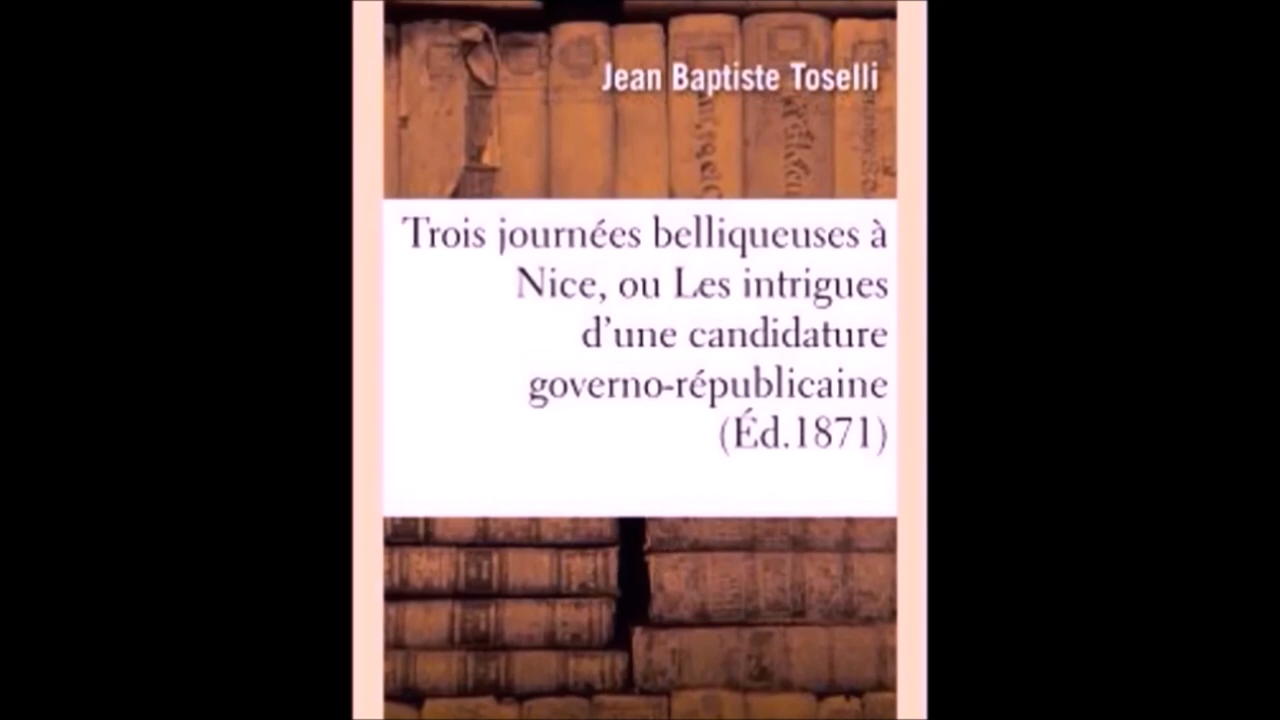 Jean Baptiste Toselli
Trois journées belliqueuses à
Nice, ou Les intrigues
d'une candidature
governo-républicaine
(Éd.1871)